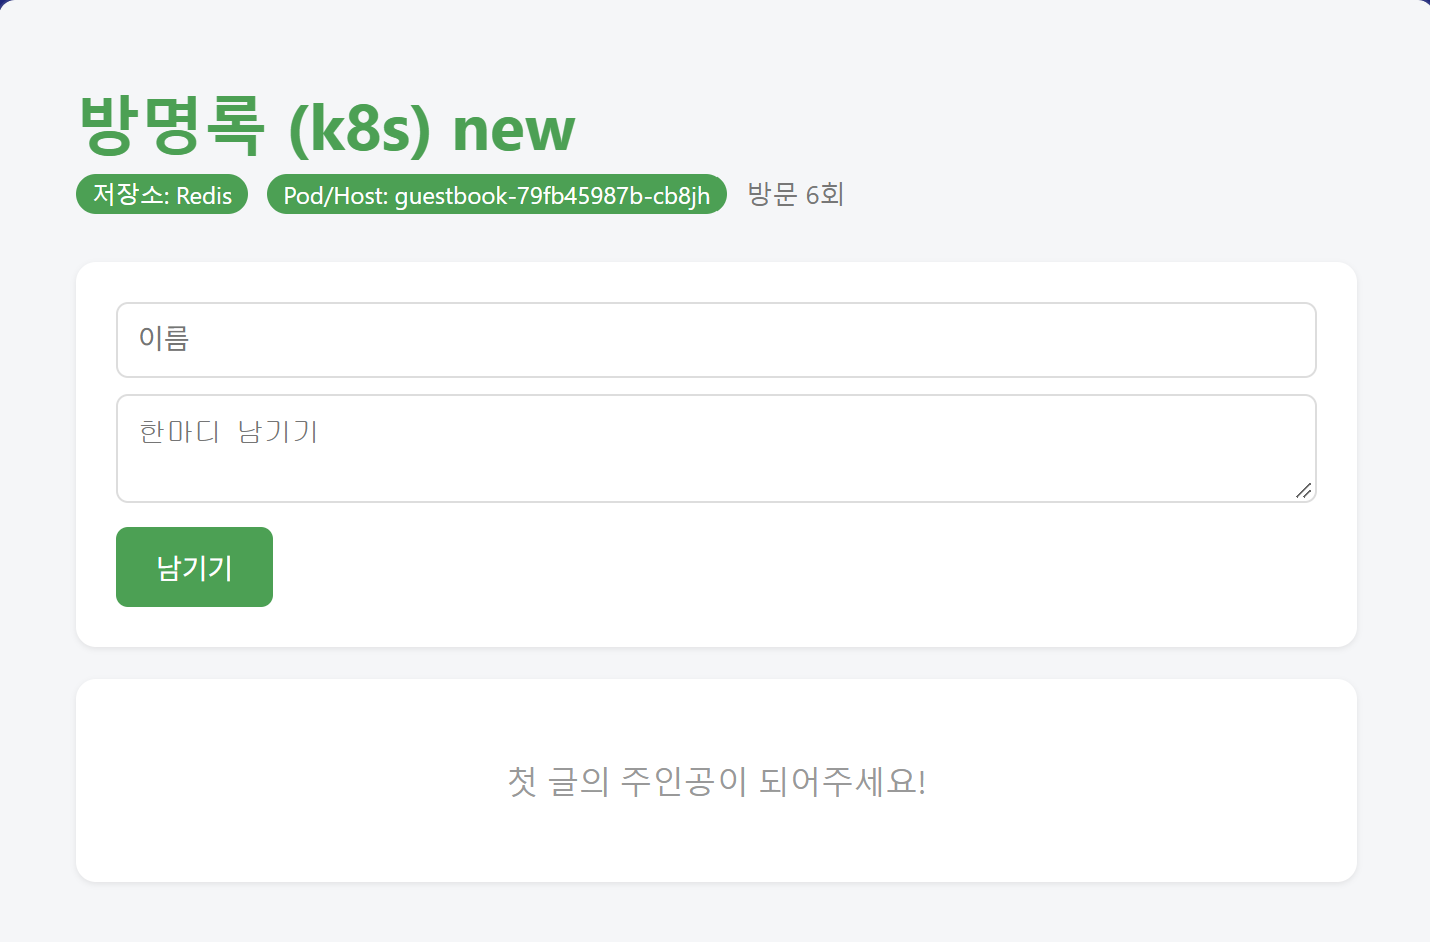 방명록 (k8s) new
저장소: Redis Pod/Host: guestbook-79fb45987b-cb8jh 방문 6회
이름
한마디 남기기
남기기
첫 글의 주인공이 되어주세요!